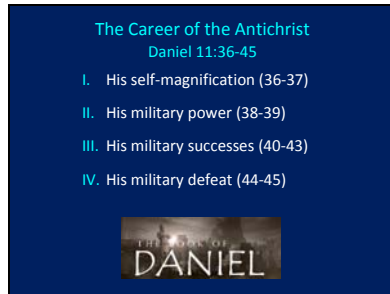 The Career of the Antichrist
Daniel 11:36-45
I. His self-magnification (36-37)
II. His military power (38-39)
III. His military successes (40-43)
IV. His military defeat (44-45)
THE BOOK OF
DANIEL